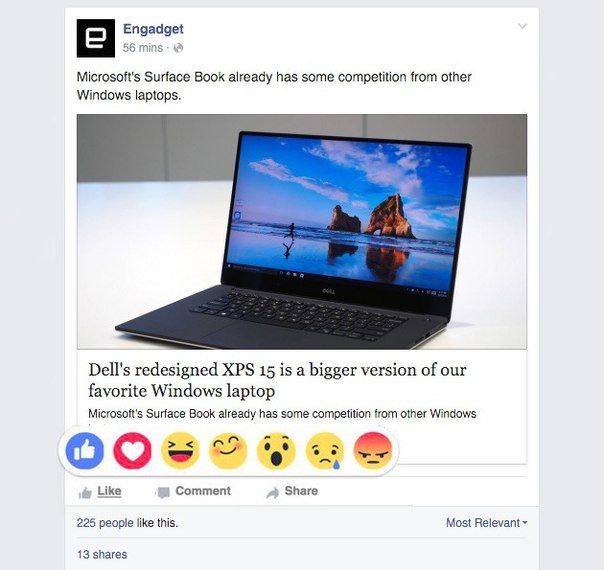 Engadget
56 mins ·
Microsoft's Surface Book already has some competition from other
Windows laptops.
DELL
Dell's redesigned XPS 15 is a bigger version of our
favorite Windows laptop
Microsoft's Surface Book already has some competition from other Windows
Like Comment Share
225 people like this. Most Relevant
13 shares